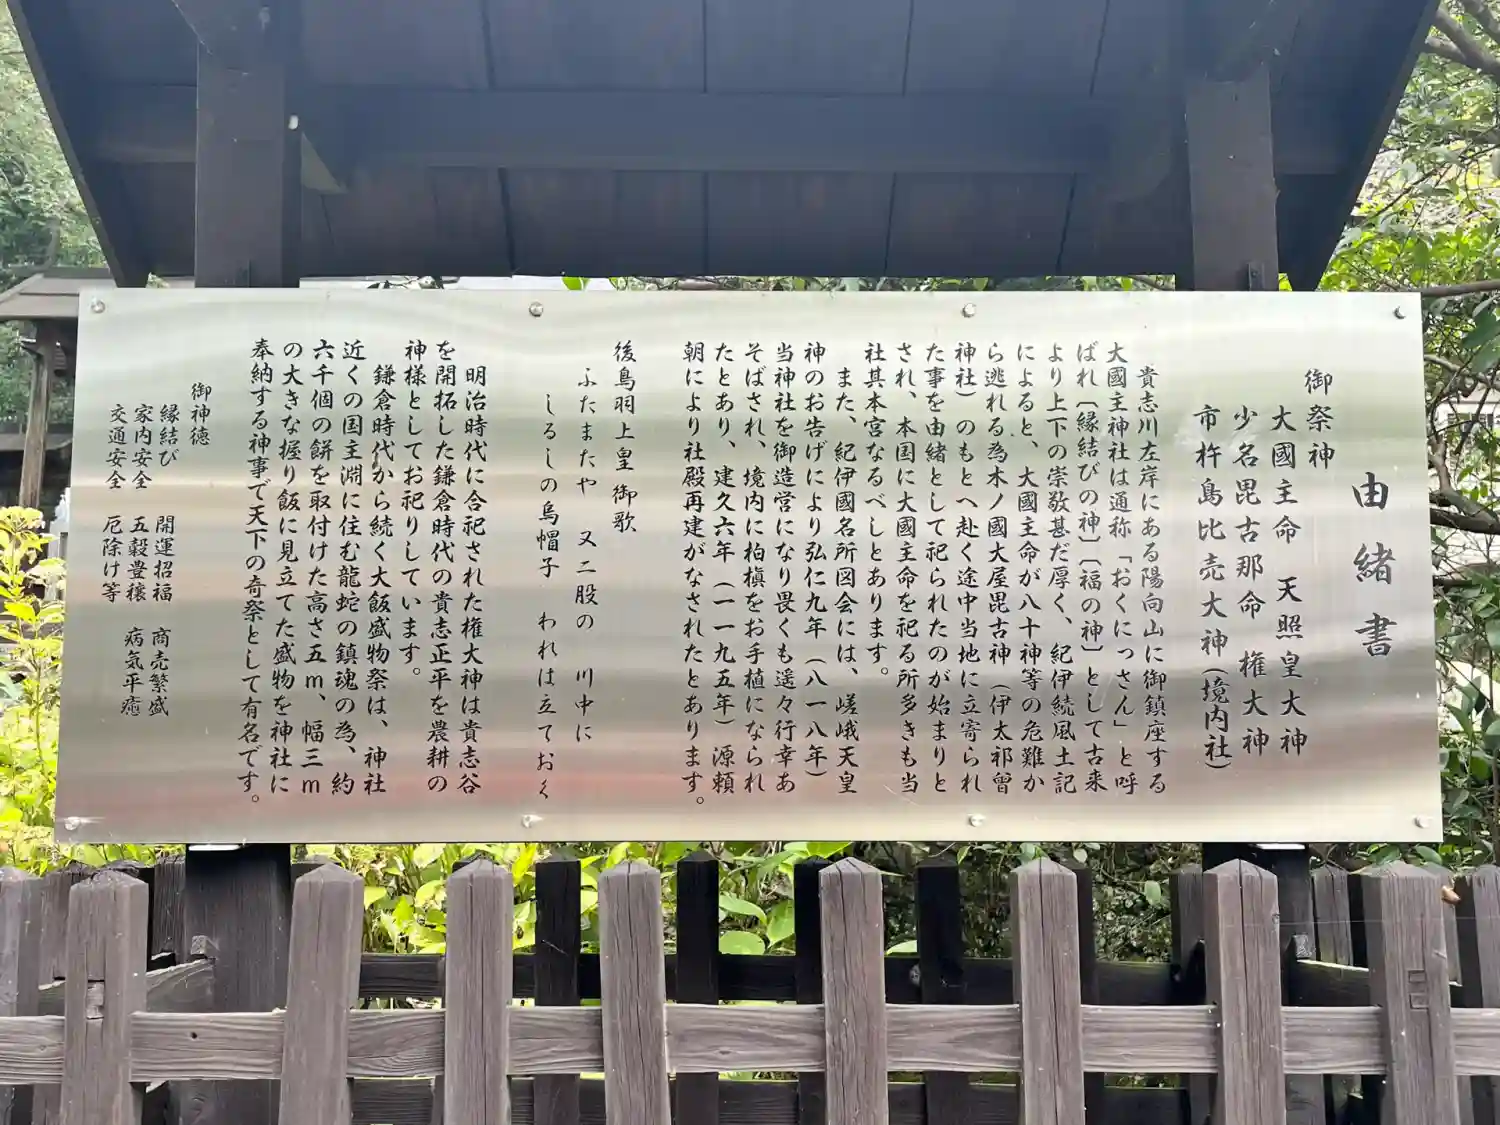 由緒書
御祭神
大國主命　天照皇大神
少名毘古那命　権大神
市杵島比売大神(境内社)
貴志川左岸にある陽向山に御鎮座する
大國主神社は通称「おくにっさん」と呼
ばれ〔縁結びの神〕〔福の神〕として古来
より上下の崇敬甚だ厚く、紀伊続風土記
によると、大國主命が八十神等の危難か
ら逃れる為木ノ國大屋毘古神（伊太祁曾
神社）のもとへ赴く途中当地に立寄られ
た事を由緒として祀られたのが始まりと
され、本国に大國主命を祀る所多きも当
社其本宮なるべしとあります。
また、紀伊國名所図会には、嵯峨天皇
神のお告げにより弘仁九年（八一八年）
当神社を御造営になり畏くも遥々行幸あ
そばされ、境内に柏槇をお手植になられ
たとあり、建久六年（一一九五年）源頼
朝により社殿再建がなされたとあります。
後鳥羽上皇　御歌
ふたまたや　又二股の　川中に
しるしの烏帽子　われは立ておく
明治時代に合祀された権大神は貴志谷
を開拓した鎌倉時代の貴志正平を農耕の
神様としてお祀りしています。
鎌倉時代から続く大飯盛物祭は、神社
近くの国主淵に住む龍蛇の鎮魂の為、約
六千個の餅を取付けた高さ五ｍ、幅三ｍ
の大きな握り飯に見立てた盛物を神社に
奉納する神事で天下の奇祭として有名です。
御神徳
縁結び　開運招福　商売繁盛
家内安全　五穀豊穣　病気平癒
交通安全　厄除け等